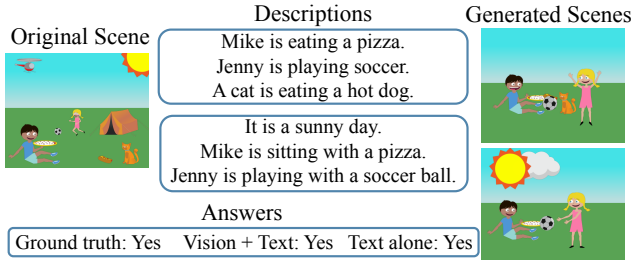 Original Scene
Descriptions
Generated Scenes
Mike is eating a pizza.
Jenny is playing soccer.
A cat is eating a hot dog.
It is a sunny day.
Mike is sitting with a pizza.
Jenny is playing with a soccer ball.
Answers
Ground truth: Yes Vision + Text: Yes Text alone: Yes